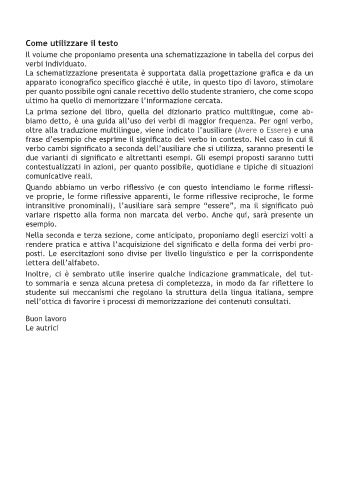 Come utilizzare il testo
Il volume che proponiamo presenta una schematizzazione in tabella del corpus dei
verbi individuato.
La schematizzazione presentata è supportata dalla progettazione grafica e da un
apparato iconografico specifico giacché è utile, in questo tipo di lavoro, stimolare
per quanto possibile ogni canale recettivo dello studente straniero, che come scopo
ultimo ha quello di memorizzare l’informazione cercata.
La prima sezione del libro, quella del dizionario pratico multilingue, come ab-
biamo detto, è una guida all’uso dei verbi di maggior frequenza. Per ogni verbo,
oltre alla traduzione multilingue, viene indicato l’ausiliare (Avere o Essere) e una
frase d’esempio che esprime il significato del verbo in contesto. Nel caso in cui il
verbo cambi significato a seconda dell’ausiliare che si utilizza, saranno presenti le
due varianti di significato e altrettanti esempi. Gli esempi proposti saranno tutti
contestualizzati in azioni, per quanto possibile, quotidiane e tipiche di situazioni
comunicative reali.
Quando abbiamo un verbo riflessivo (e con questo intendiamo le forme riflessi-
ve proprie, le forme riflessive apparenti, le forme riflessive reciproche, le forme
intransitive pronominali), l’ausiliare sarà sempre “essere”, ma il significato può
variare rispetto alla forma non marcata del verbo. Anche qui, sarà presente un
esempio.
Nella seconda e terza sezione, come anticipato, proponiamo degli esercizi volti a
rendere pratica e attiva l’acquisizione del significato e della forma dei verbi pro-
posti. Le esercitazioni sono divise per livello linguistico e per la corrispondente
lettera dell’alfabeto.
Inoltre, ci è sembrato utile inserire qualche indicazione grammaticale, del tut-
to sommaria e senza alcuna pretesa di completezza, in modo da far riflettere lo
studente sui meccanismi che regolano la struttura della lingua italiana, sempre
nell’ottica di favorire i processi di memorizzazione dei contenuti consultati.
Buon lavoro
Le autrici